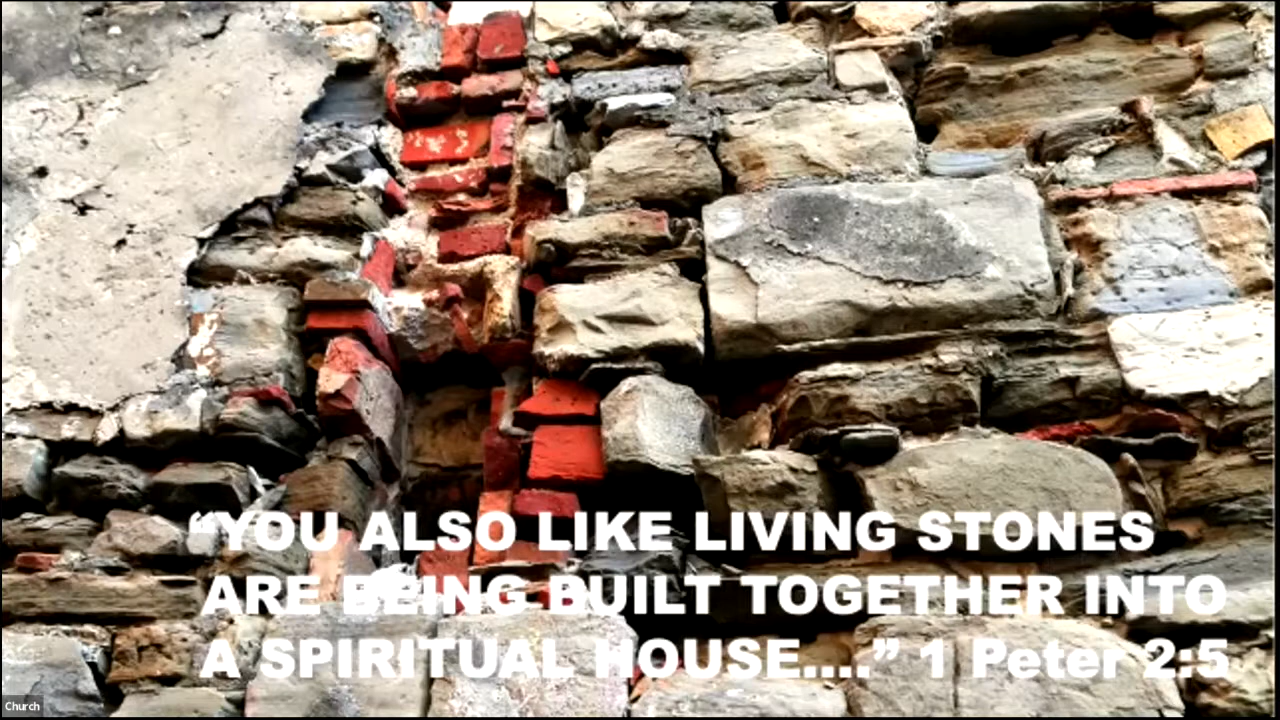 “YOU ALSO LIKE LIVING STONES
ARE BEING BUILT TOGETHER INTO
A SPIRITUAL HOUSE....” 1 Peter 2:5
Church